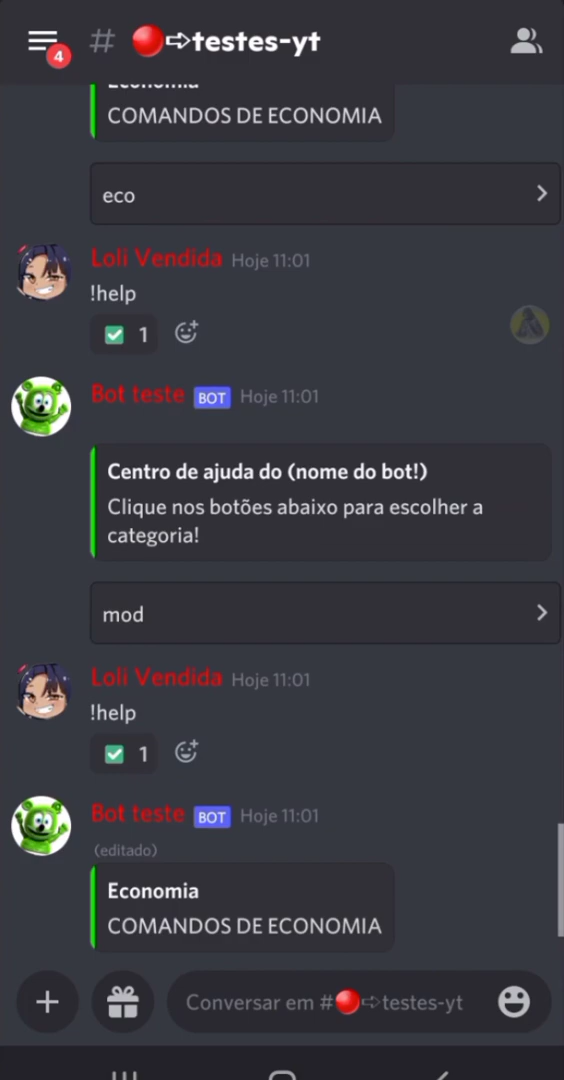 4
# 🔴➩testes-yt
Economia
COMANDOS DE ECONOMIA
eco
Loli Vendida Hoje 11:01
!help
✅ 1
Bot teste BOT Hoje 11:01
Centro de ajuda do (nome do bot!)
Clique nos botões abaixo para escolher a
categoria!
mod
Loli Vendida Hoje 11:01
!help
✅ 1
Bot teste BOT Hoje 11:01
(editado)
Economia
COMANDOS DE ECONOMIA
Conversar em #🔴➩testes-yt